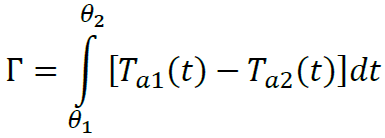 Γ = ∫_{θ₁}^{θ₂} [T_{a1}(t) − T_{a2}(t)]dt